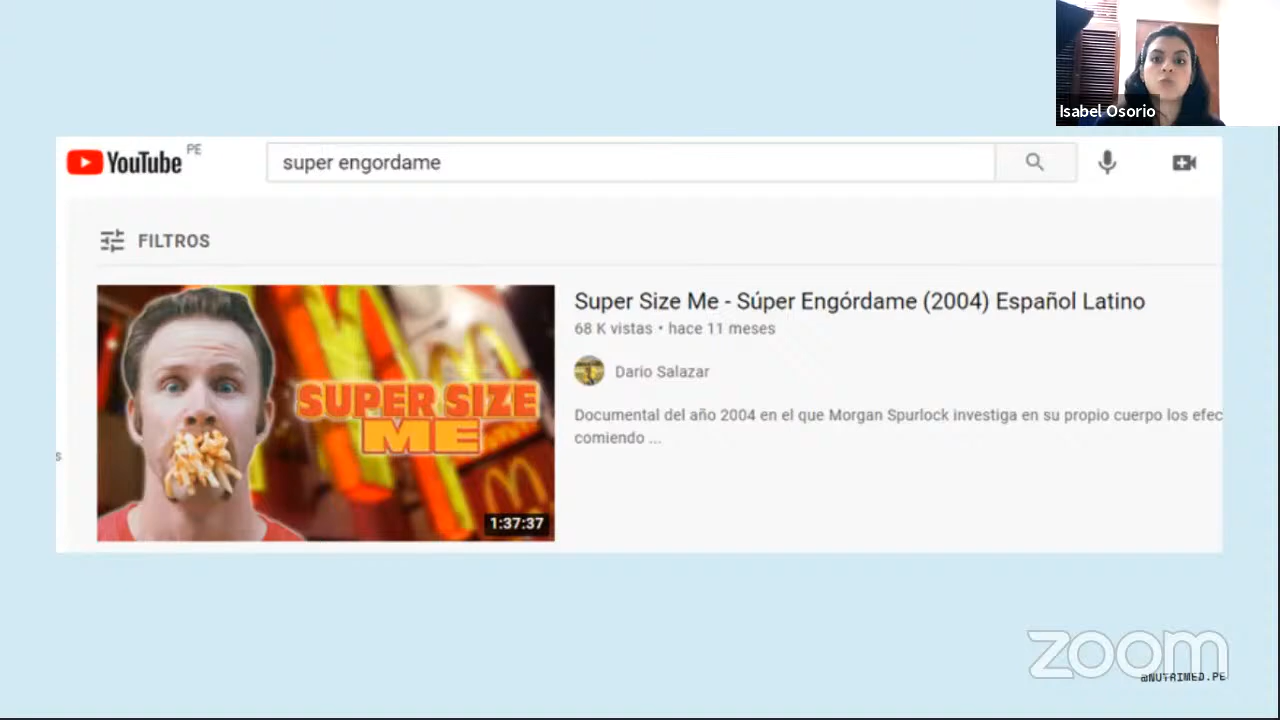 Isabel Osorio
YouTube PE
super engordame
FILTROS
Super Size Me - Súper Engórdame (2004) Español Latino
68 K vistas • hace 11 meses
Dario Salazar
Documental del año 2004 en el que Morgan Spurlock investiga en su propio cuerpo los efec
comiendo ...
SUPER SIZE
ME
1:37:37
s
zoom
@NUTRIMED.PE